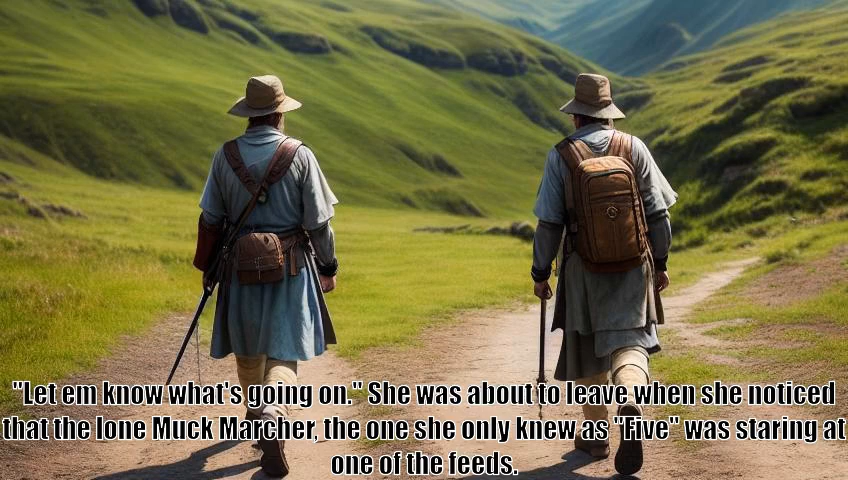 "Let em know what's going on." She was about to leave when she noticed
that the lone Muck Marcher, the one she only knew as "Five" was staring at
one of the feeds.